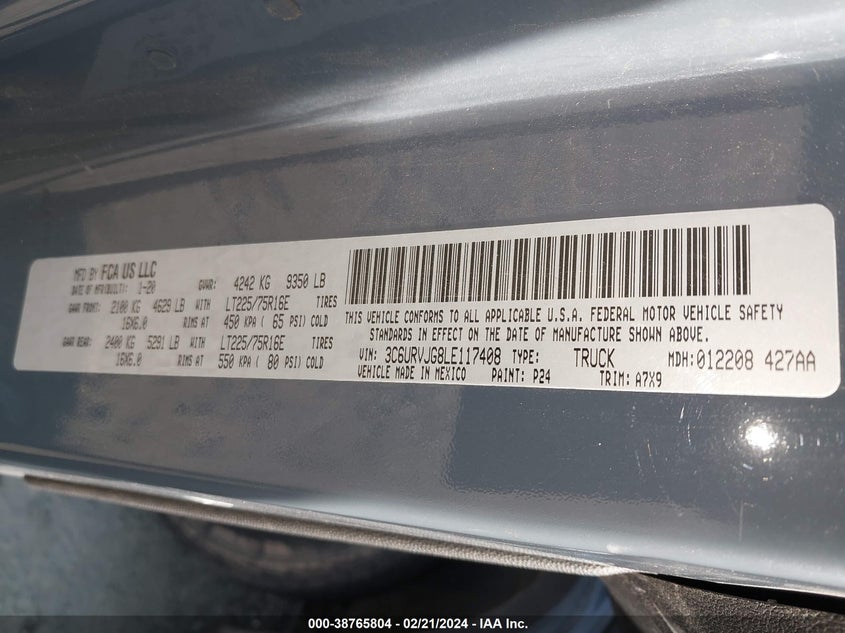 MFD BY FCA US LLC
DATE OF MFR(BUILT): 1-20 GVWR: 4242 KG 9350 LB
GAWR FRONT: 2100 KG 4629 LB WITH LT225/75R16E TIRES
16X6.0 RIMS AT 450 KPA ( 65 PSI) COLD
GAWR REAR: 2400 KG 5291 LB WITH LT225/75R16E TIRES
16X6.0 RIMS AT 550 KPA ( 80 PSI) COLD
THIS VEHICLE CONFORMS TO ALL APPLICABLE U.S.A. FEDERAL MOTOR VEHICLE SAFETY
STANDARDS IN EFFECT ON THE DATE OF MANUFACTURE SHOWN ABOVE.
VIN: 3C6URVJG8LE117408 TYPE: TRUCK MDH: 012208 427AA
VEHICLE MADE IN MEXICO PAINT: P24 TRIM: A7X9
000-38765804 - 02/21/2024 - IAA Inc.